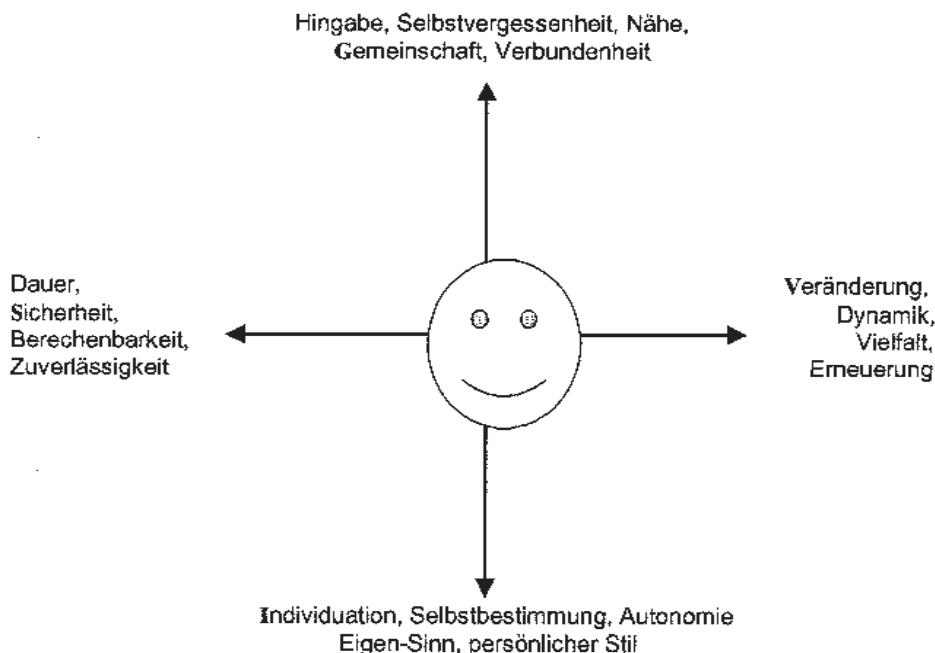 Hingabe, Selbstvergessenheit, Nähe,
Gemeinschaft, Verbundenheit
Dauer,
Sicherheit,
Berechenbarkeit,
Zuverlässigkeit
Veränderung,
Dynamik,
Vielfalt,
Erneuerung
Individuation, Selbstbestimmung, Autonomie
Eigen-Sinn, persönlicher Stil